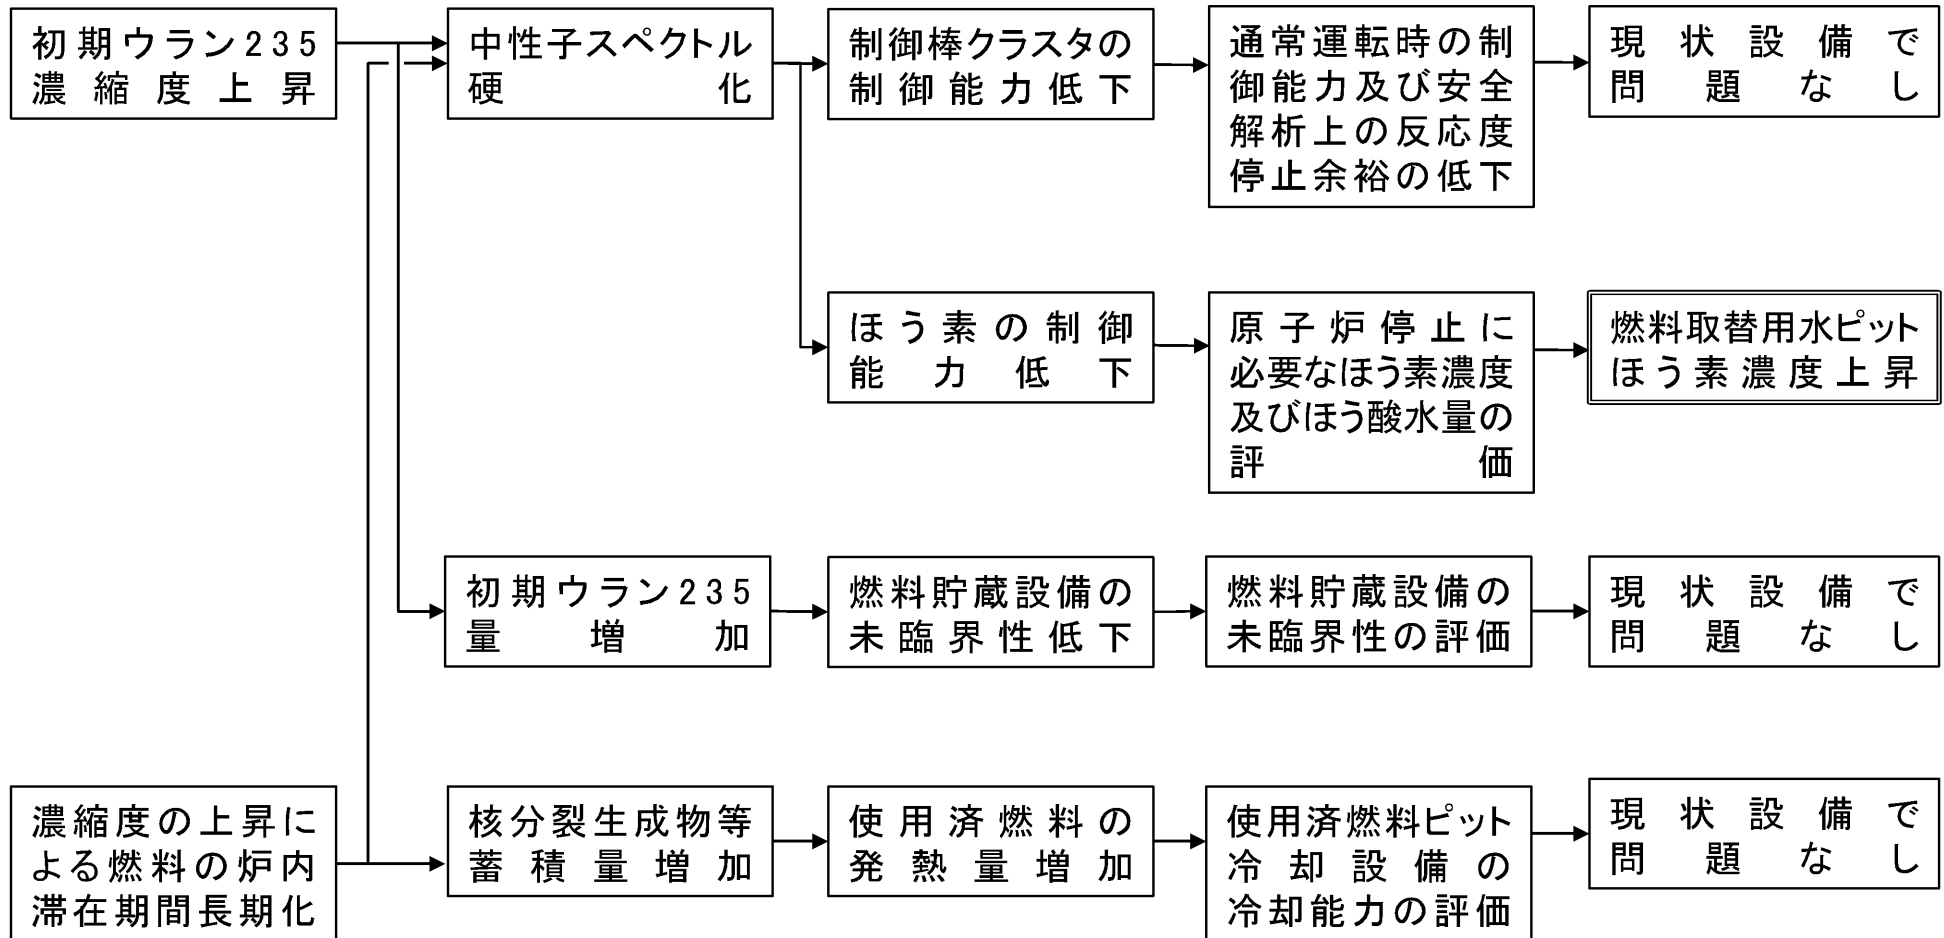 初期ウラン235
濃縮度上昇
中性子スペクトル
硬化
制御棒クラスタの
制御能力低下
通常運転時の制
御能力及び安全
解析上の反応度
停止余裕の低下
現状設備で
問題なし
ほう素の制御
能力低下
原子炉停止に
必要なほう素濃度
及びほう酸水量の
評価
燃料取替用水ピット
ほう素濃度上昇
初期ウラン235
量増加
燃料貯蔵設備の
未臨界性低下
燃料貯蔵設備の
未臨界性の評価
現状設備で
問題なし
濃縮度の上昇に
よる燃料の炉内
滞在期間長期化
核分裂生成物等
蓄積量増加
使用済燃料の
発熱量増加
使用済燃料ピット
冷却設備の
冷却能力の評価
現状設備で
問題なし